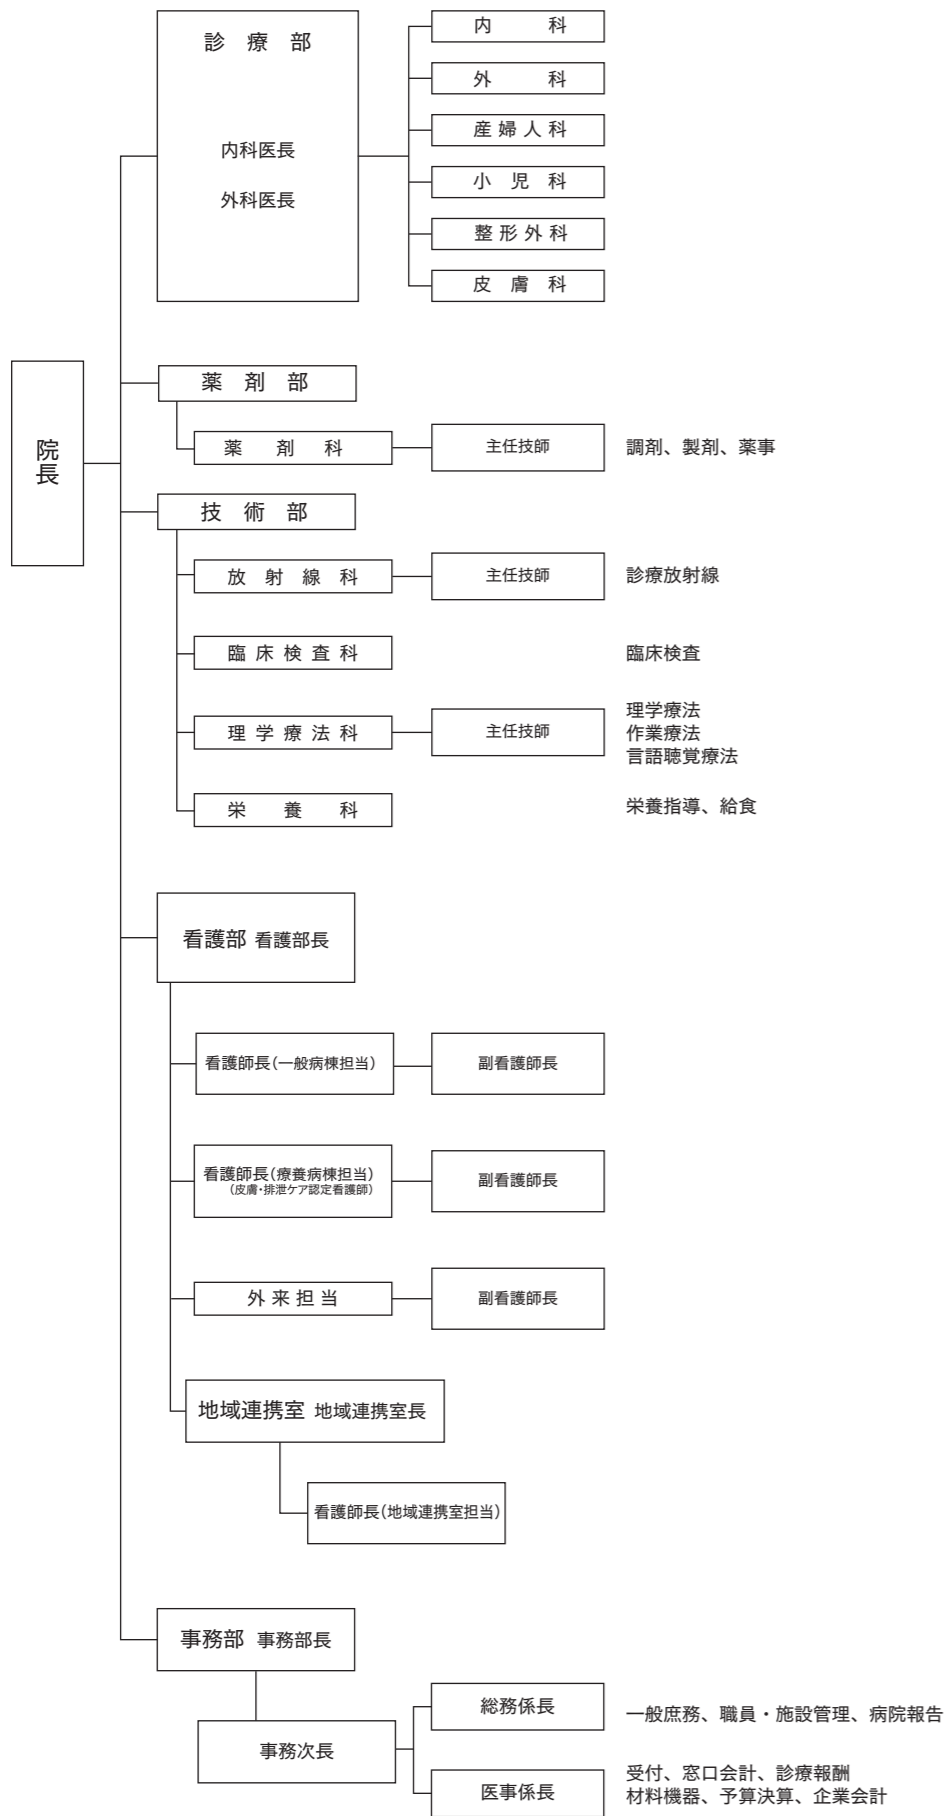 院長
診療部
内科医長
外科医長
内科
外科
産婦人科
小児科
整形外科
皮膚科
薬剤部
薬剤科
主任技師
調剤、製剤、薬事
技術部
放射線科
主任技師
診療放射線
臨床検査科
臨床検査
理学療法科
主任技師
理学療法
作業療法
言語聴覚療法
栄養科
栄養指導、給食
看護部 看護部長
看護師長(一般病棟担当)
副看護師長
看護師長(療養病棟担当)
(皮膚・排泄ケア認定看護師)
副看護師長
外来担当
副看護師長
地域連携室 地域連携室長
看護師長(地域連携室担当)
事務部 事務部長
事務次長
総務係長
一般庶務、職員・施設管理、病院報告
医事係長
受付、窓口会計、診療報酬
材料機器、予算決算、企業会計